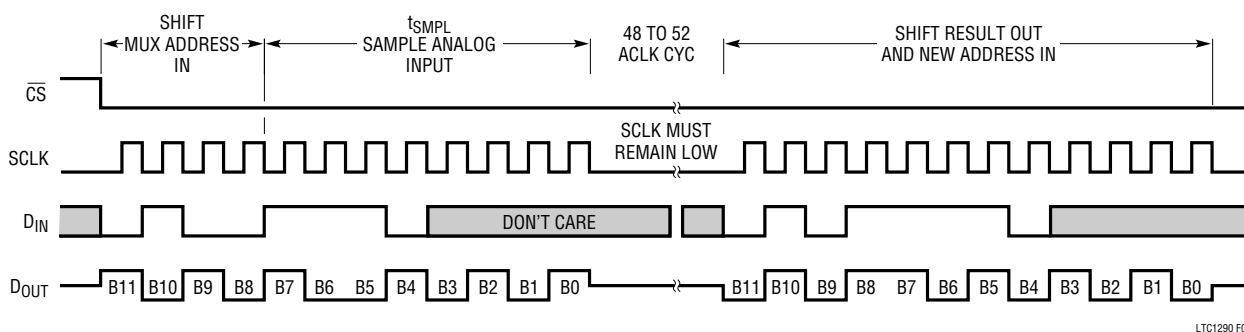 SHIFT
MUX ADDRESS
IN
tSMPL
SAMPLE ANALOG
INPUT
48 TO 52
ACLK CYC
SHIFT RESULT OUT
AND NEW ADDRESS IN
CS
SCLK
SCLK MUST
REMAIN LOW
DIN
DON'T CARE
DOUT
B11 B10 B9 B8 B7 B6 B5 B4 B3 B2 B1 B0
B11 B10 B9 B8 B7 B6 B5 B4 B3 B2 B1 B0